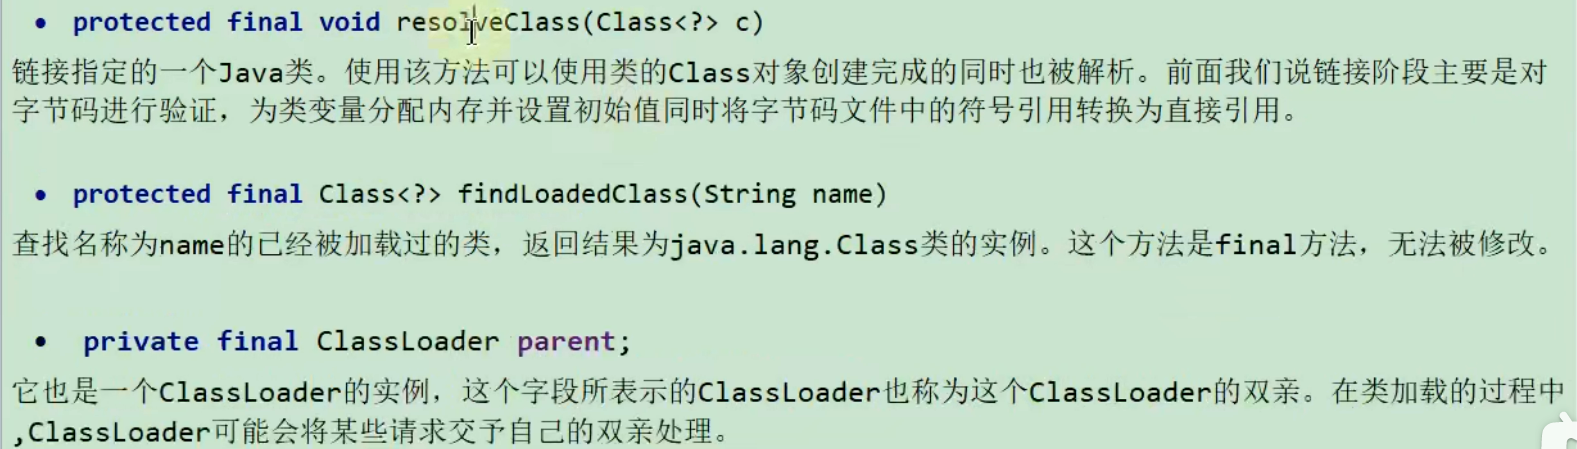 • protected final void resolveClass(Class<?> c)
链接指定的一个Java类。使用该方法可以使用类的Class对象创建完成的同时也被解析。前面我们说链接阶段主要是对
字节码进行验证，为类变量分配内存并设置初始值同时将字节码文件中的符号引用转换为直接引用。
• protected final Class<?> findLoadedClass(String name)
查找名称为name的已经被加载过的类，返回结果为java.lang.Class类的实例。这个方法是final方法，无法被修改。
• private final ClassLoader parent;
它也是一个ClassLoader的实例，这个字段所表示的ClassLoader也称为这个ClassLoader的双亲。在类加载的过程中
,ClassLoader可能会将某些请求交予自己的双亲处理。